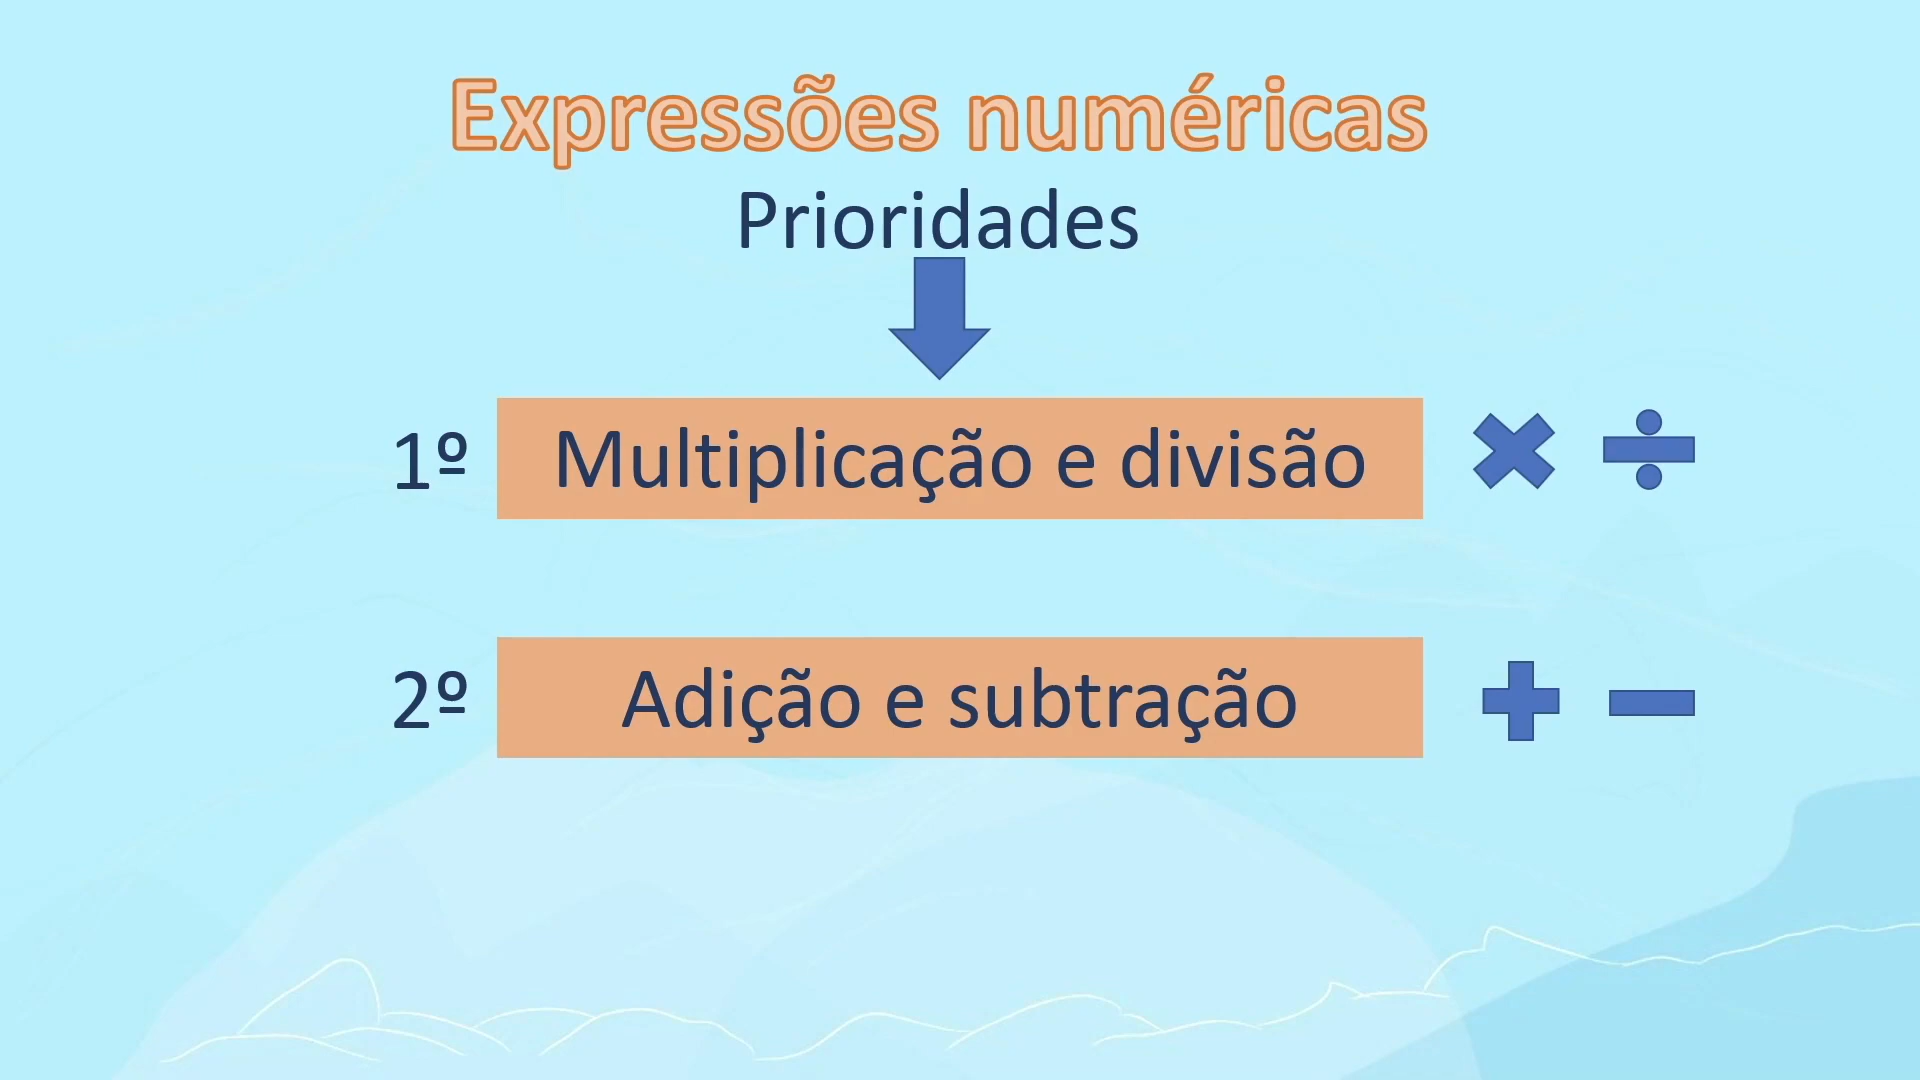 Expressões numéricas
Prioridades
1º Multiplicação e divisão
2º Adição e subtração